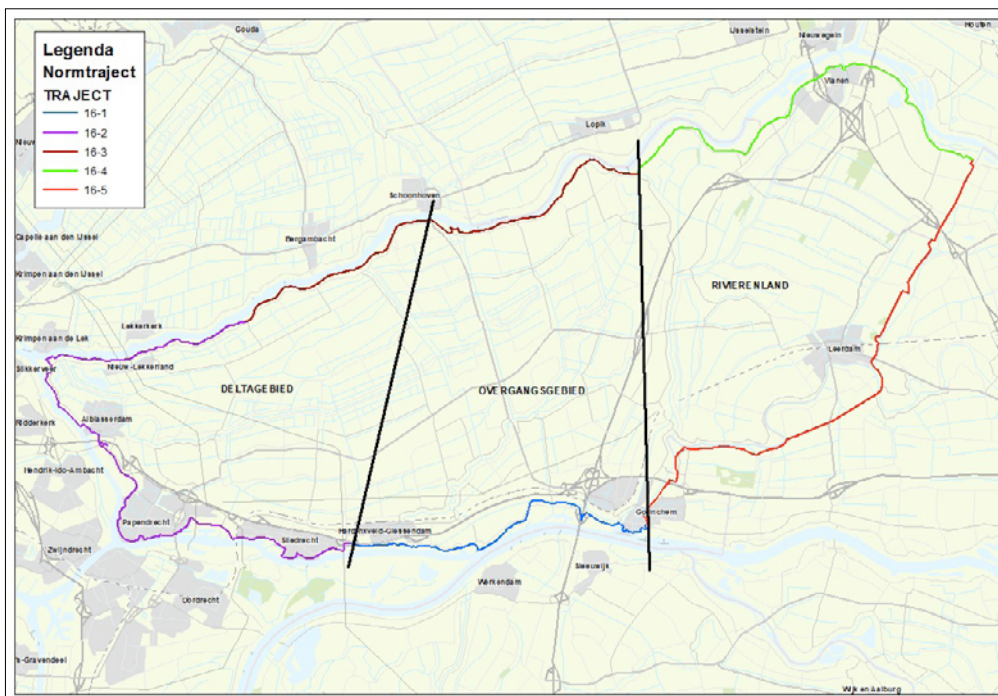 Legenda
Normtraject
TRAJECT
16-1
16-2
16-3
16-4
16-5
Gouda
IJsselstein
Nieuwegein
Houten
Vianen
Lopik
Schoonhoven
Bergambacht
Capelle aan den IJssel
Krimpen aan den IJssel
RIVIERENLAND
Lekkerkerk
Krimpen aan de Lek
Leerdam
Nieuw-Lekkerland
Slikkerveer
DELTAGEBIED
OVERGANGSGEBIED
Alblasserdam
Ridderkerk
Hendrik-Ido-Ambacht
Papendrecht
Gorinchem
Hardinxveld-Giessendam
Sliedrecht
Zwijndrecht
Sleeuwijk
Werkendam
Dordrecht
's-Gravendeel
Wijk en Aalburg